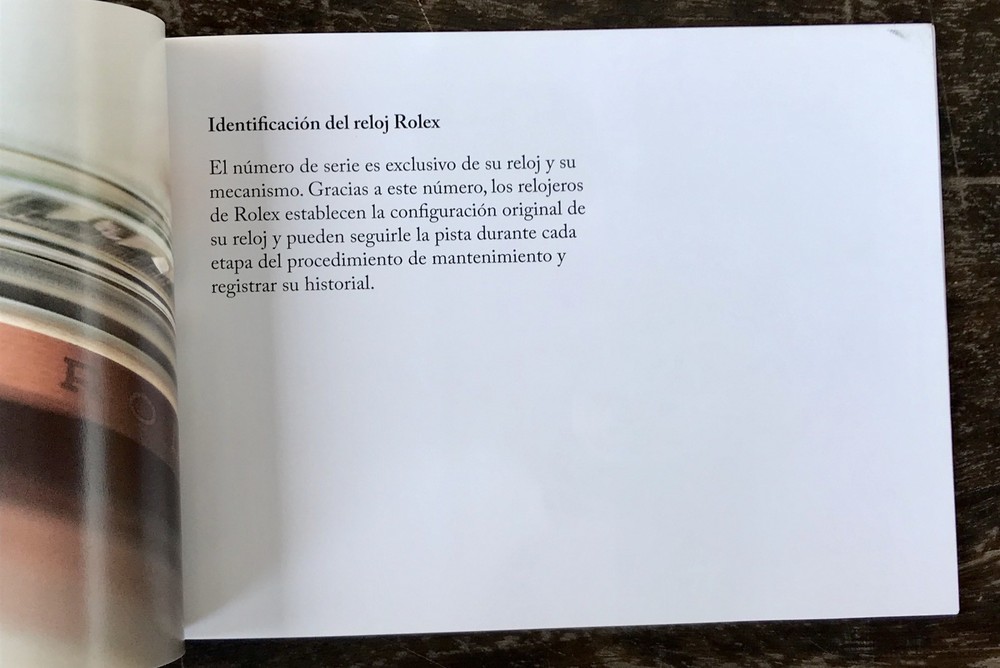 Identificación del reloj Rolex
El número de serie es exclusivo de su reloj y su
mecanismo. Gracias a este número, los relojeros
de Rolex establecen la configuración original de
su reloj y pueden seguirle la pista durante cada
etapa del procedimiento de mantenimiento y
registrar su historial.